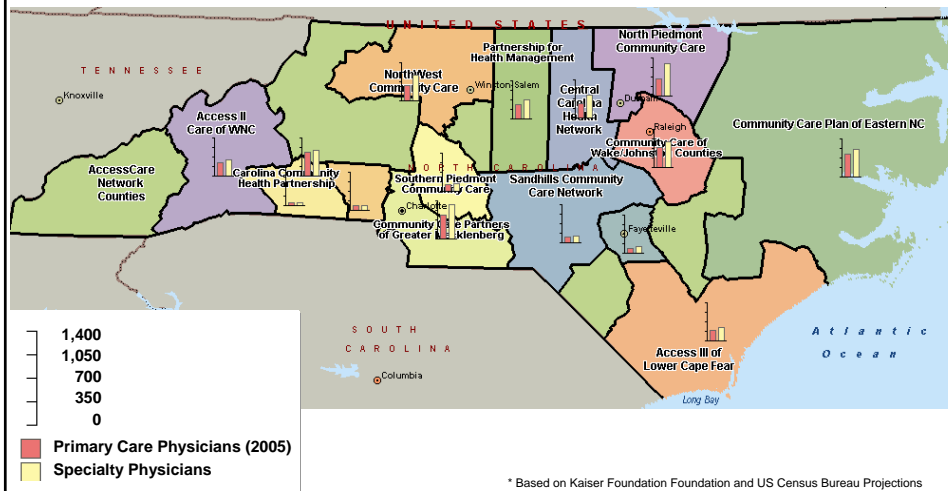 UNITED STATES
North Piedmont
Community Care
Partnership for
Health Management
TENNESSEE
NorthWest
Community Care
Winston-Salem
Knoxville
Central
Carolina
Health
Network
Durham
Access II
Care of WNC
Raleigh
Community Care Plan of Eastern NC
Community Care of
Wake/Johnston Counties
NORTH CAROLINA
AccessCare
Network
Counties
Carolina Community
Health Partnership
Southern Piedmont
Community Care
Sandhills Community
Care Network
Charlotte
Community Care Partners
of Greater Mecklenberg
Fayetteville
SOUTH
CAROLINA
Columbia
Access III of
Lower Cape Fear
Atlantic
Ocean
Long Bay
1,400
1,050
700
350
0
Primary Care Physicians (2005)
Specialty Physicians
* Based on Kaiser Foundation Foundation and US Census Bureau Projections